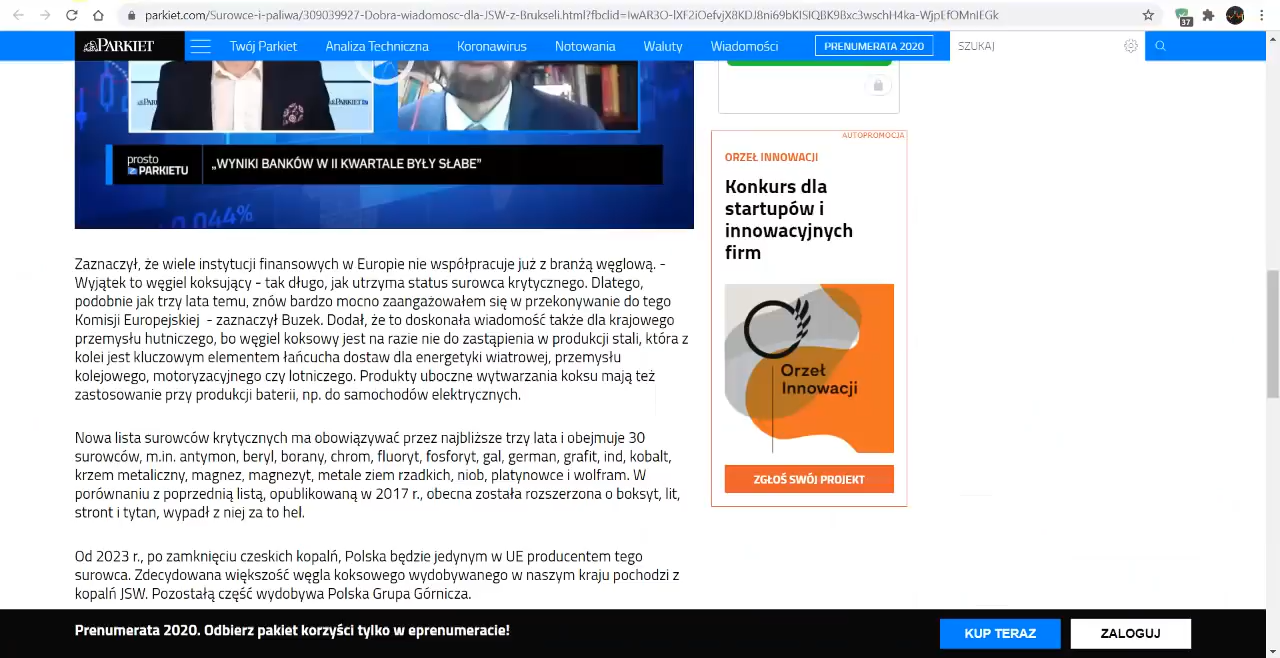 parkiet.com/Surowce-i-paliwa/309039927-Dobra-wiadomosc-dla-JSW-z-Brukseli.html?fbclid=IwAR3O-lXF2iOefvjX8KDJ8ni69bKISIQBK9Bxc3wschH4ka-WjpEfOMnIEGk
37
PARKIET
Twój Parkiet
Analiza Techniczna
Koronawirus
Notowania
Waluty
Wiadomości
PRENUMERATA 2020
SZUKAJ
prosto
Z PARKIETU
„WYNIKI BANKÓW W II KWARTALE BYŁY SŁABE”
0,044%
Zaznaczył, że wiele instytucji finansowych w Europie nie współpracuje już z branżą węglową. -
Wyjątek to węgiel koksujący - tak długo, jak utrzyma status surowca krytycznego. Dlatego,
podobnie jak trzy lata temu, znów bardzo mocno zaangażowałem się w przekonywanie do tego
Komisji Europejskiej - zaznaczył Buzek. Dodał, że to doskonała wiadomość także dla krajowego
przemysłu hutniczego, bo węgiel koksowy jest na razie nie do zastąpienia w produkcji stali, która z
kolei jest kluczowym elementem łańcucha dostaw dla energetyki wiatrowej, przemysłu
kolejowego, motoryzacyjnego czy lotniczego. Produkty uboczne wytwarzania koksu mają też
zastosowanie przy produkcji baterii, np. do samochodów elektrycznych.
Nowa lista surowców krytycznych ma obowiązywać przez najbliższe trzy lata i obejmuje 30
surowców, m.in. antymon, beryl, borany, chrom, fluoryt, fosforyt, gal, german, grafit, ind, kobalt,
krzem metaliczny, magnez, magnezyt, metale ziem rzadkich, niob, platynowce i wolfram. W
porównaniu z poprzednią listą, opublikowaną w 2017 r., obecna została rozszerzona o boksyt, lit,
stront i tytan, wypadł z niej za to hel.
Od 2023 r., po zamknięciu czeskich kopalń, Polska będzie jedynym w UE producentem tego
surowca. Zdecydowana większość węgla koksowego wydobywanego w naszym kraju pochodzi z
kopalń JSW. Pozostałą część wydobywa Polska Grupa Górnicza.
AUTOPROMOCJA
ORZEŁ INNOWACJI
Konkurs dla
startupów i
innowacyjnych
firm
Orzeł
Innowacji
ZGŁOŚ SWÓJ PROJEKT
Prenumerata 2020. Odbierz pakiet korzyści tylko w eprenumeracie!
KUP TERAZ
ZALOGUJ